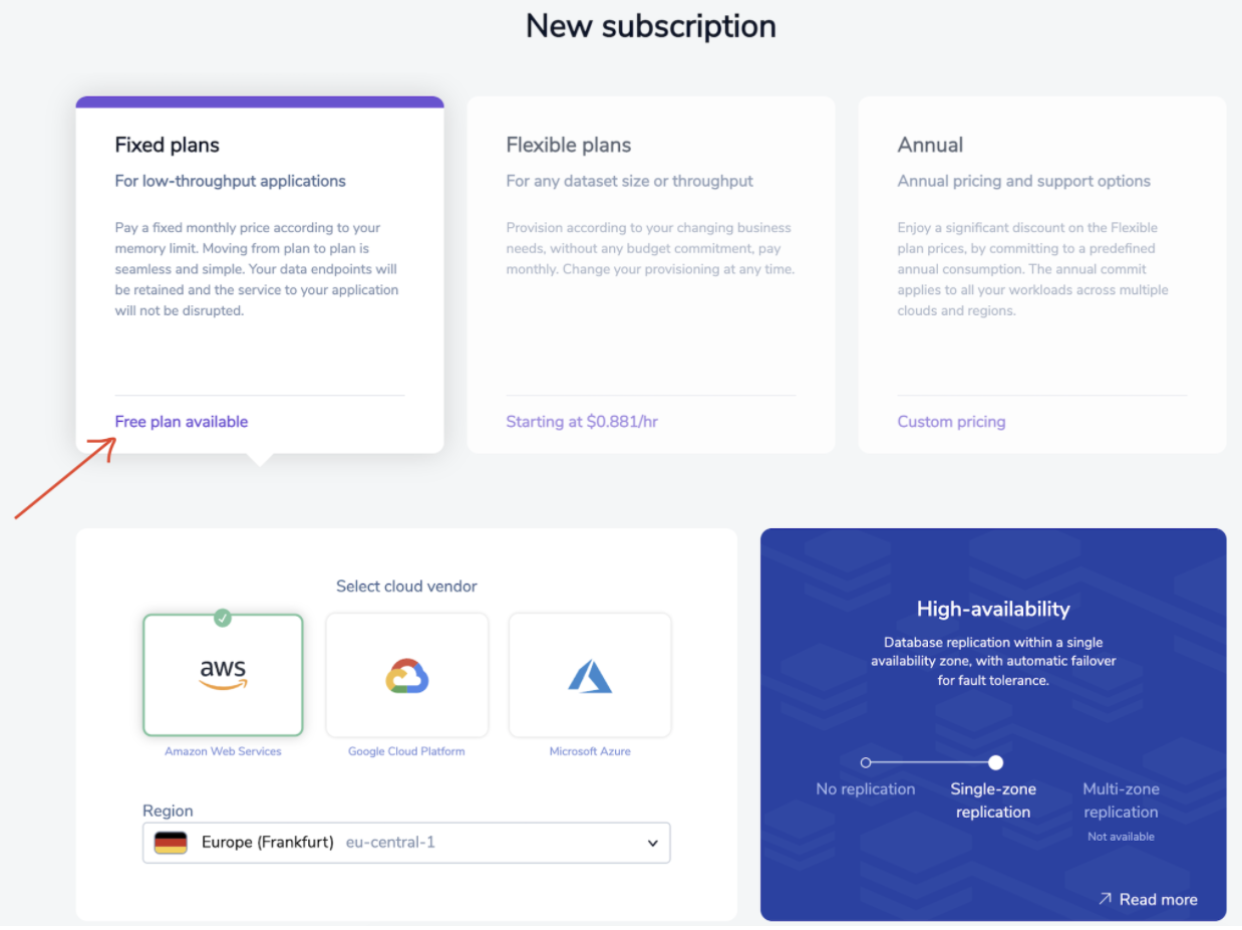 New subscription
Fixed plans
For low-throughput applications
Pay a fixed monthly price according to your
memory limit. Moving from plan to plan is
seamless and simple. Your data endpoints will
be retained and the service to your application
will not be disrupted.
Free plan available
Flexible plans
For any dataset size or throughput
Provision according to your changing business
needs, without any budget commitment, pay
monthly. Change your provisioning at any time.
Starting at $0.881/hr
Annual
Annual pricing and support options
Enjoy a significant discount on the Flexible
plan prices, by committing to a predefined
annual consumption. The annual commit
applies to all your workloads across multiple
clouds and regions.
Custom pricing
Select cloud vendor
aws
Amazon Web Services
Google Cloud Platform
Microsoft Azure
Region
Europe (Frankfurt) eu-central-1
High-availability
Database replication within a single
availability zone, with automatic failover
for fault tolerance.
No replication
Single-zone
replication
Multi-zone
replication
Not available
Read more